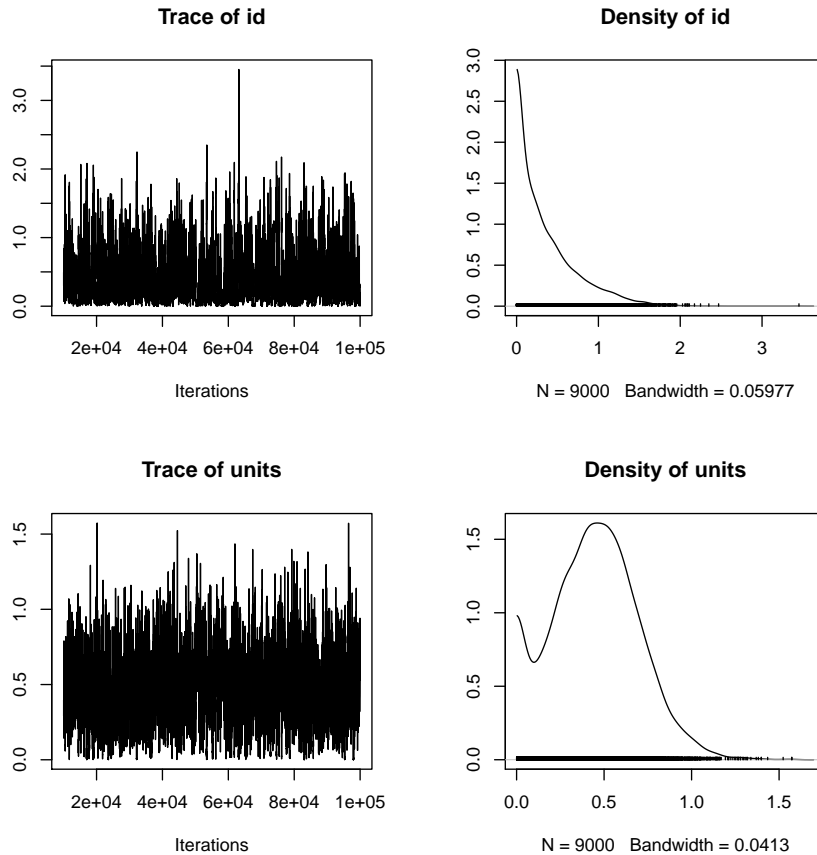 Trace of id
3.0
2.0
1.0
0.0
2e+04 4e+04 6e+04 8e+04 1e+05
Iterations
Density of id
3.0
2.5
2.0
1.5
1.0
0.5
0.0
0 1 2 3
N = 9000 Bandwidth = 0.05977
Trace of units
1.5
1.0
0.5
0.0
2e+04 4e+04 6e+04 8e+04 1e+05
Iterations
Density of units
1.5
1.0
0.5
0.0
0.0 0.5 1.0 1.5
N = 9000 Bandwidth = 0.0413